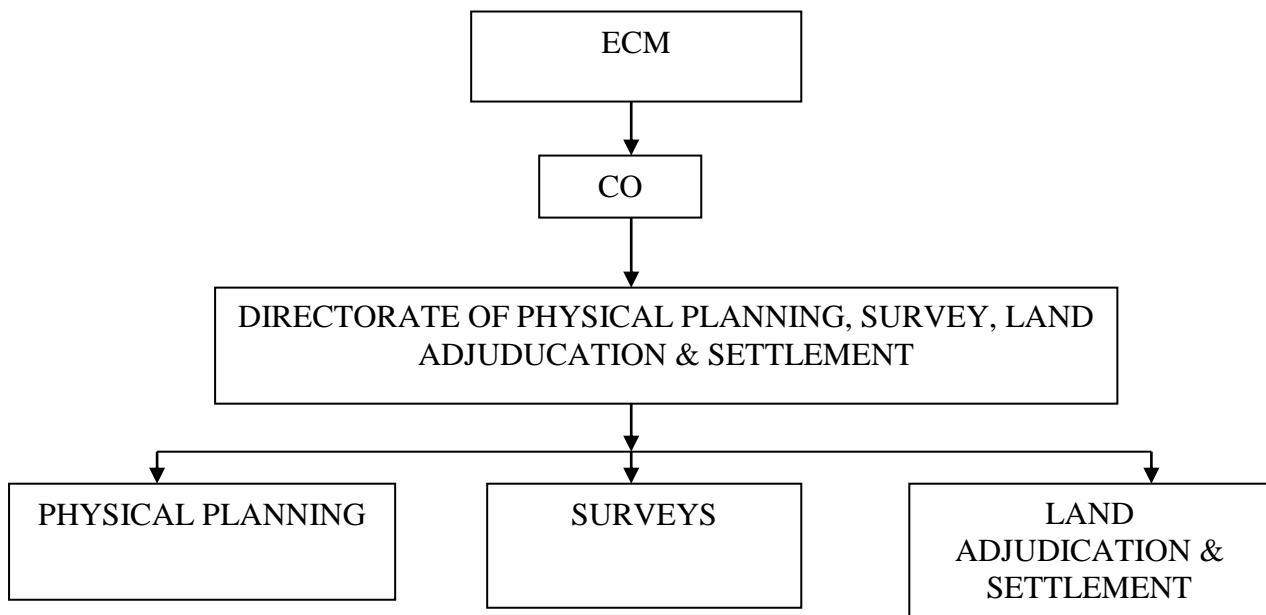 ECM
CO
DIRECTORATE OF PHYSICAL PLANNING, SURVEY, LAND
ADJUDUCATION & SETTLEMENT
PHYSICAL PLANNING
SURVEYS
LAND
ADJUDICATION &
SETTLEMENT